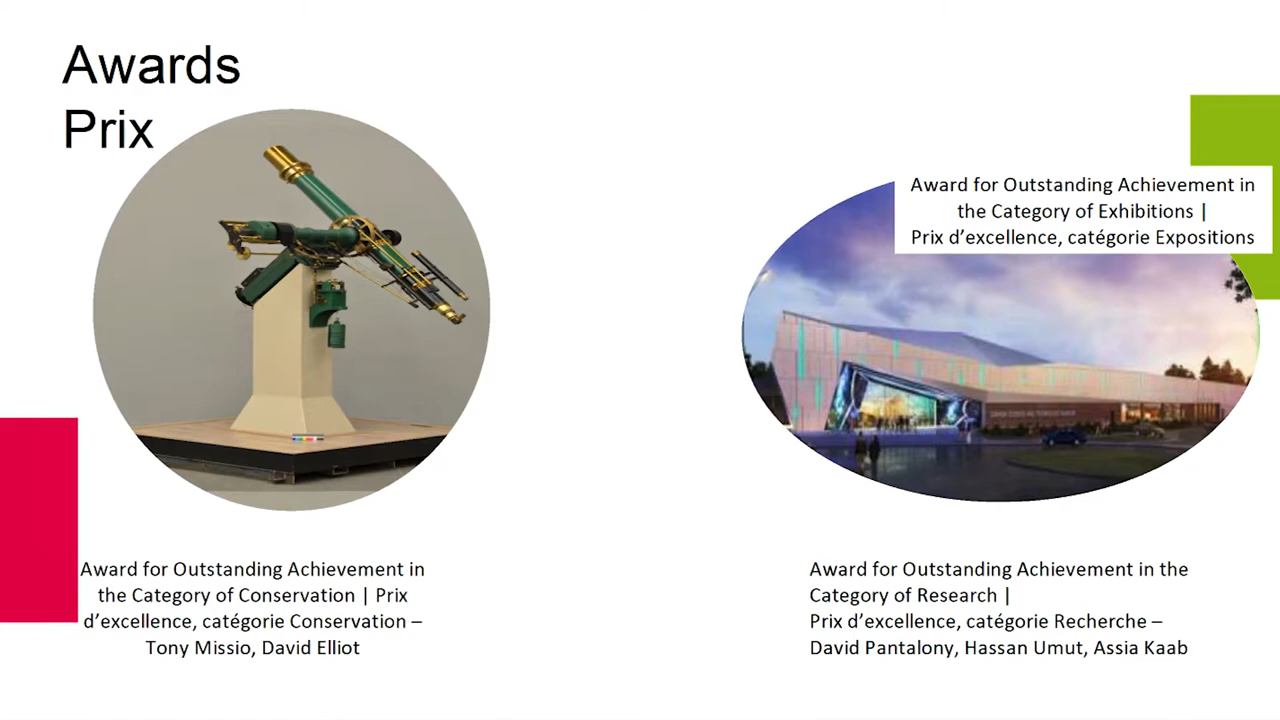 Awards
Prix
Award for Outstanding Achievement in
the Category of Exhibitions |
Prix d’excellence, catégorie Expositions
Award for Outstanding Achievement in
the Category of Conservation | Prix
d’excellence, catégorie Conservation –
Tony Missio, David Elliot
Award for Outstanding Achievement in the
Category of Research |
Prix d’excellence, catégorie Recherche –
David Pantalony, Hassan Umut, Assia Kaab